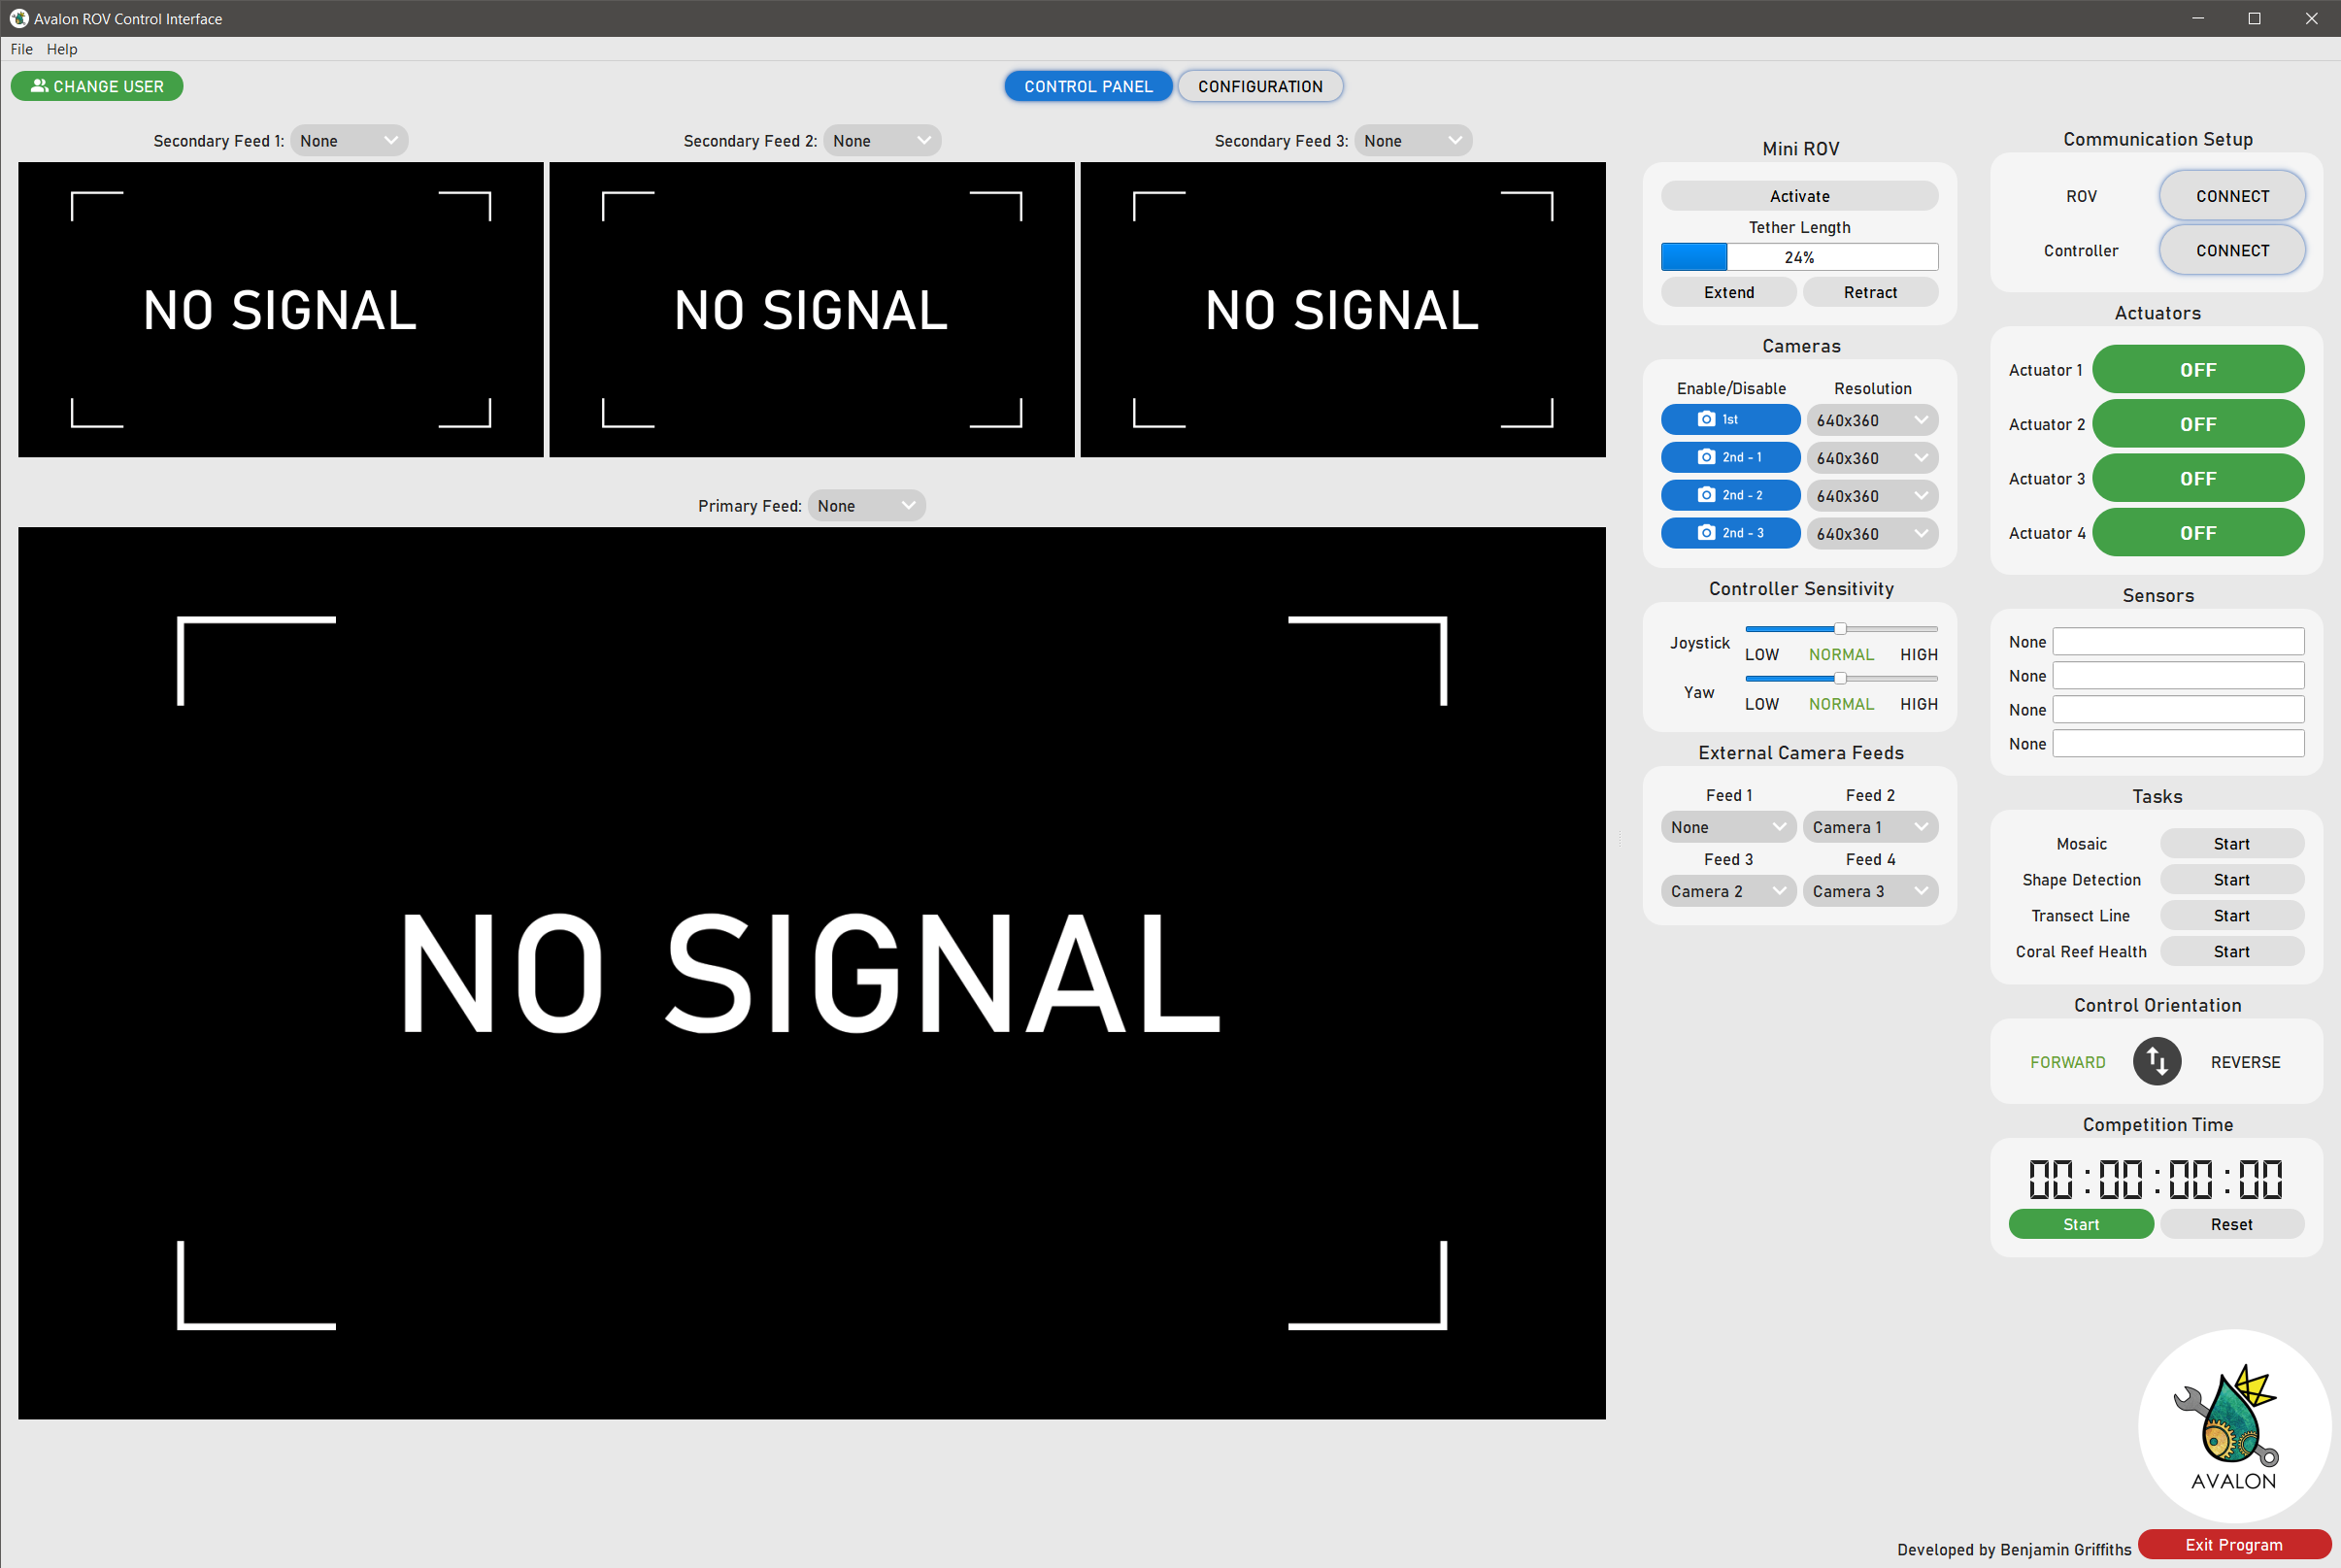 Avalon ROV Control Interface
File Help
CHANGE USER
CONTROL PANEL CONFIGURATION
Secondary Feed 1: None
Secondary Feed 2: None
Secondary Feed 3: None
NO SIGNAL
NO SIGNAL
NO SIGNAL
Primary Feed: None
NO SIGNAL
Mini ROV
Activate
Tether Length
24%
Extend Retract
Cameras
Enable/Disable Resolution
1st 640x360
2nd - 1 640x360
2nd - 2 640x360
2nd - 3 640x360
Controller Sensitivity
Joystick
LOW NORMAL HIGH
Yaw
LOW NORMAL HIGH
External Camera Feeds
Feed 1 Feed 2
None Camera 1
Feed 3 Feed 4
Camera 2 Camera 3
Communication Setup
ROV CONNECT
Controller CONNECT
Actuators
Actuator 1 OFF
Actuator 2 OFF
Actuator 3 OFF
Actuator 4 OFF
Sensors
None
None
None
None
Tasks
Mosaic Start
Shape Detection Start
Transect Line Start
Coral Reef Health Start
Control Orientation
FORWARD REVERSE
Competition Time
00:00:00:00
Start Reset
AVALON
Developed by Benjamin Griffiths
Exit Program